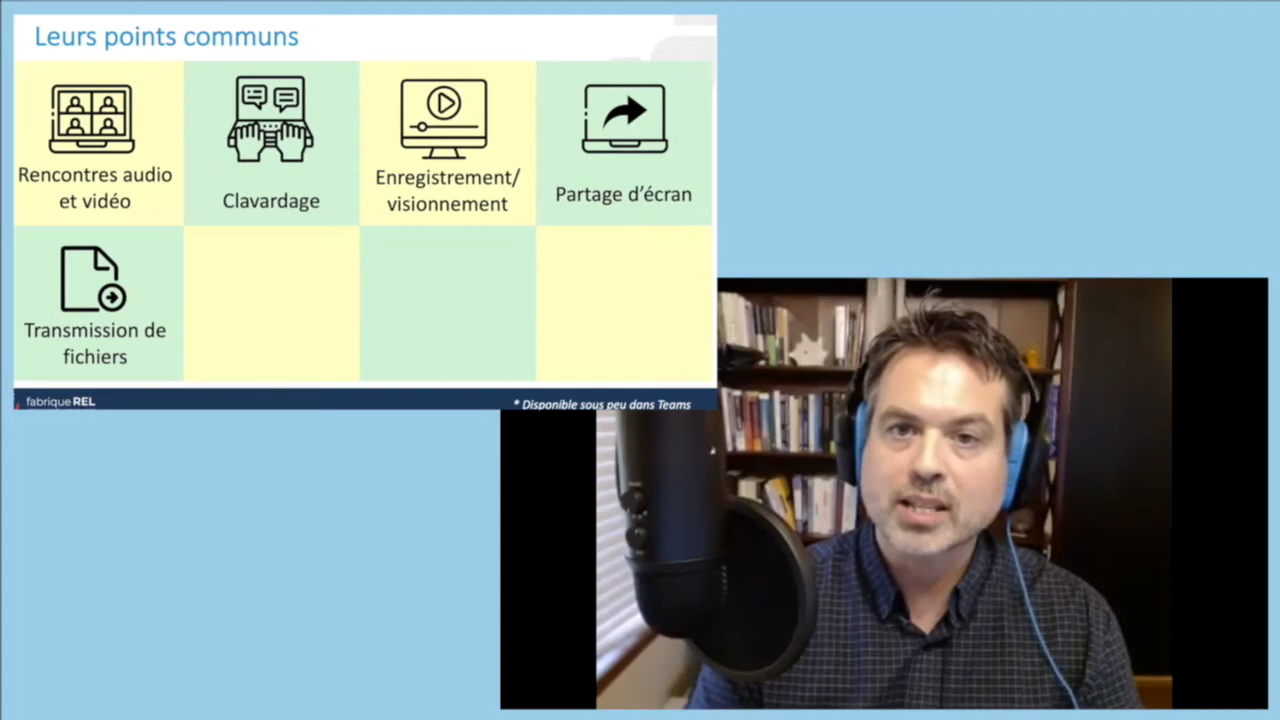 Leurs points communs
Rencontres audio
et vidéo
Clavardage
Enregistrement/
visionnement
Partage d'écran
Transmission de
fichiers
fabrique REL
* Disponible sous peu dans Teams